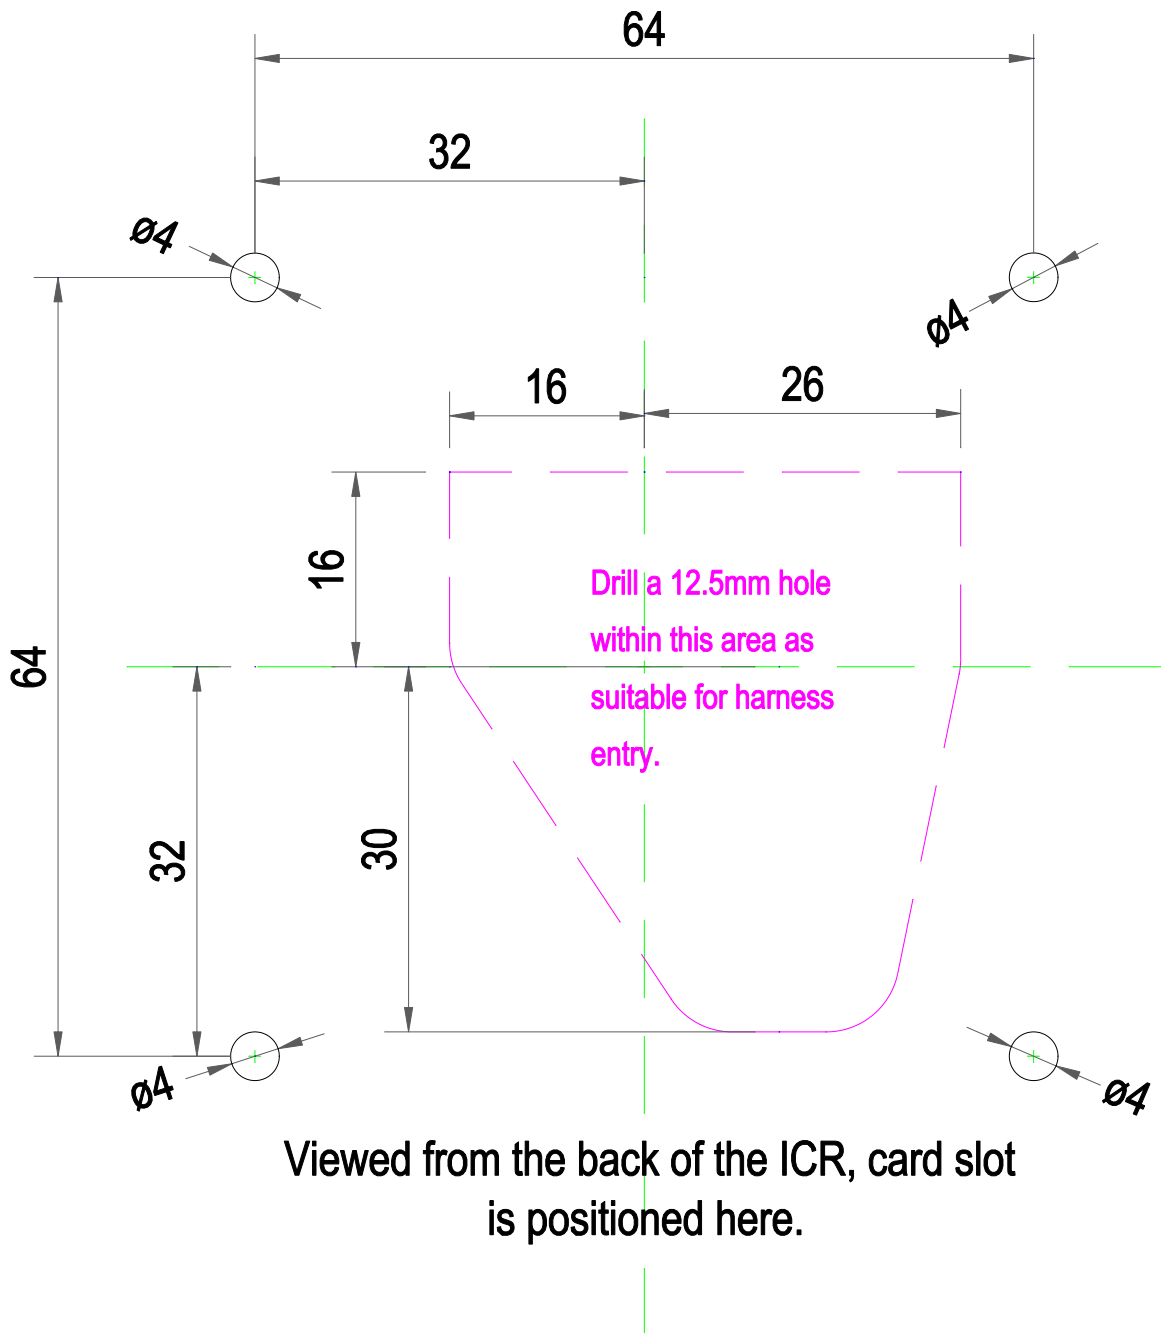 64
32
ø4
ø4
16
26
16
Drill a 12.5mm hole
within this area as
suitable for harness
entry.
64
32
30
ø4
ø4
Viewed from the back of the ICR, card slot
is positioned here.